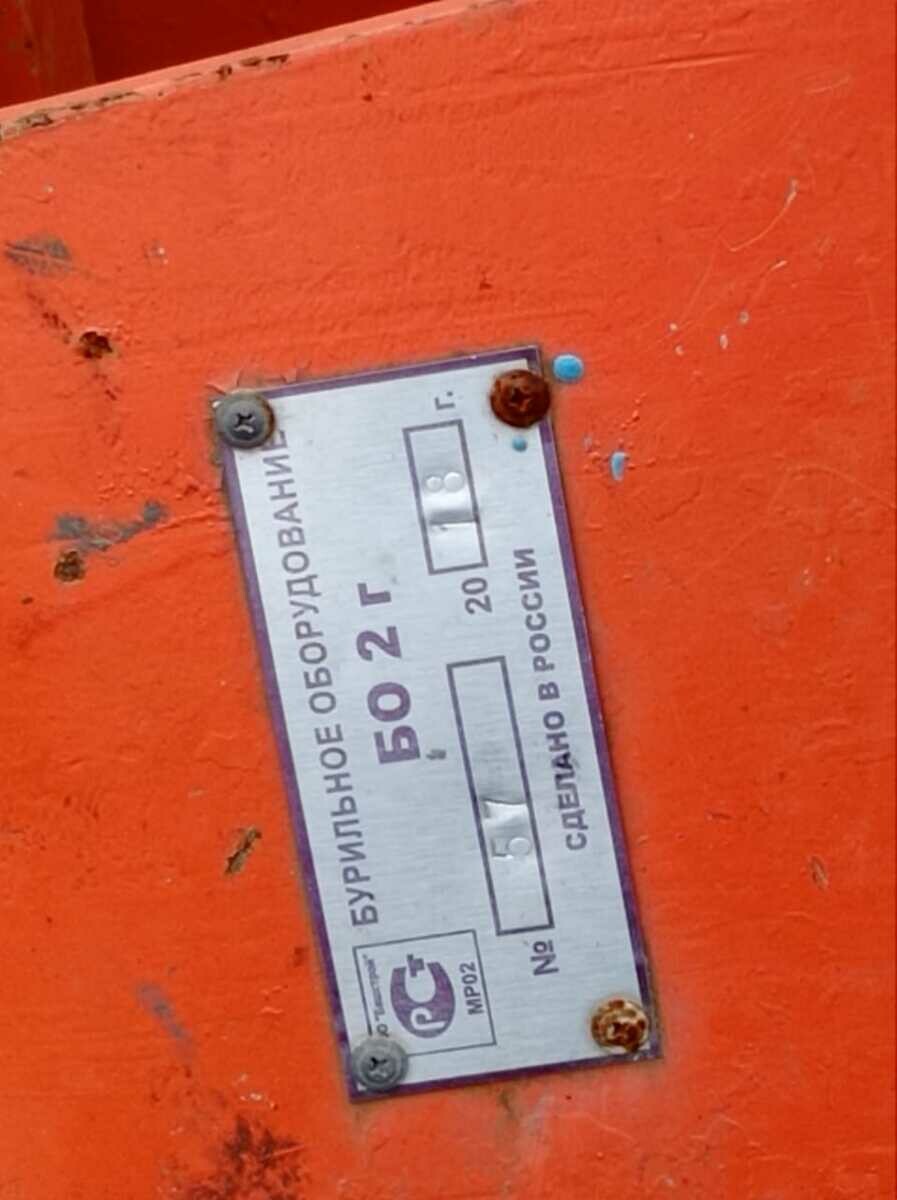 БУРИЛЬНОЕ ОБОРУДОВАНИЕ
БО 2 г
№ 57 20 18 г.
СДЕЛАНО В РОССИИ
РСТ
МР02